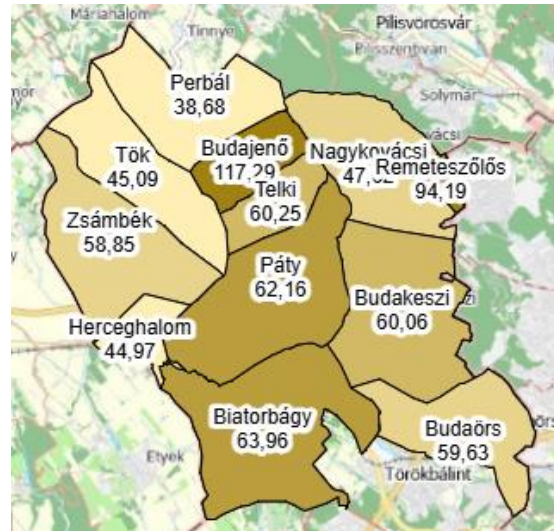 Máriahalom
Tinnye
Pilisvörösvár
Pilisszentiván
Solymár
Perbál
38,68
Budajenő
117,29
Nagykovácsi
Remeteszőlős
94,19
Tök
45,09
Telki
60,25
Zsámbék
58,85
Páty
62,16
Budakeszi
60,06
Herceghalom
44,97
Biatorbágy
63,96
Budaörs
59,63
Etyek
Törökbálint